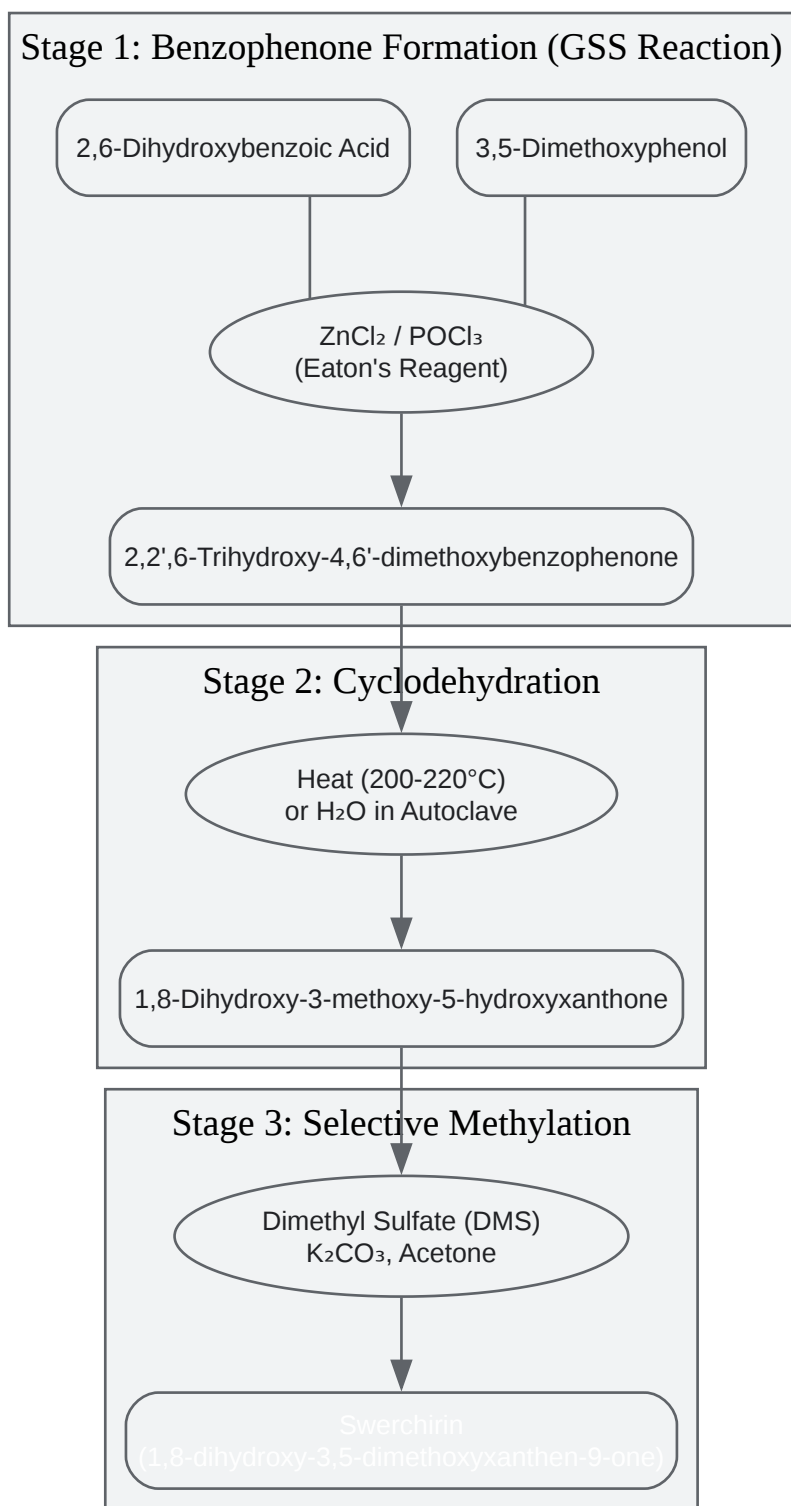 Stage 1: Benzophenone Formation (GSS Reaction)
2,6-Dihydroxybenzoic Acid
3,5-Dimethoxyphenol
ZnCl₂ / POCl₃
(Eaton's Reagent)
2,2',6-Trihydroxy-4,6'-dimethoxybenzophenone
Stage 2: Cyclodehydration
Heat (200-220°C)
or H₂O in Autoclave
1,8-Dihydroxy-3-methoxy-5-hydroxyxanthone
Stage 3: Selective Methylation
Dimethyl Sulfate (DMS)
K₂CO₃, Acetone
Swerchirin
(1,8-dihydroxy-3,5-dimethoxyxanthen-9-one)